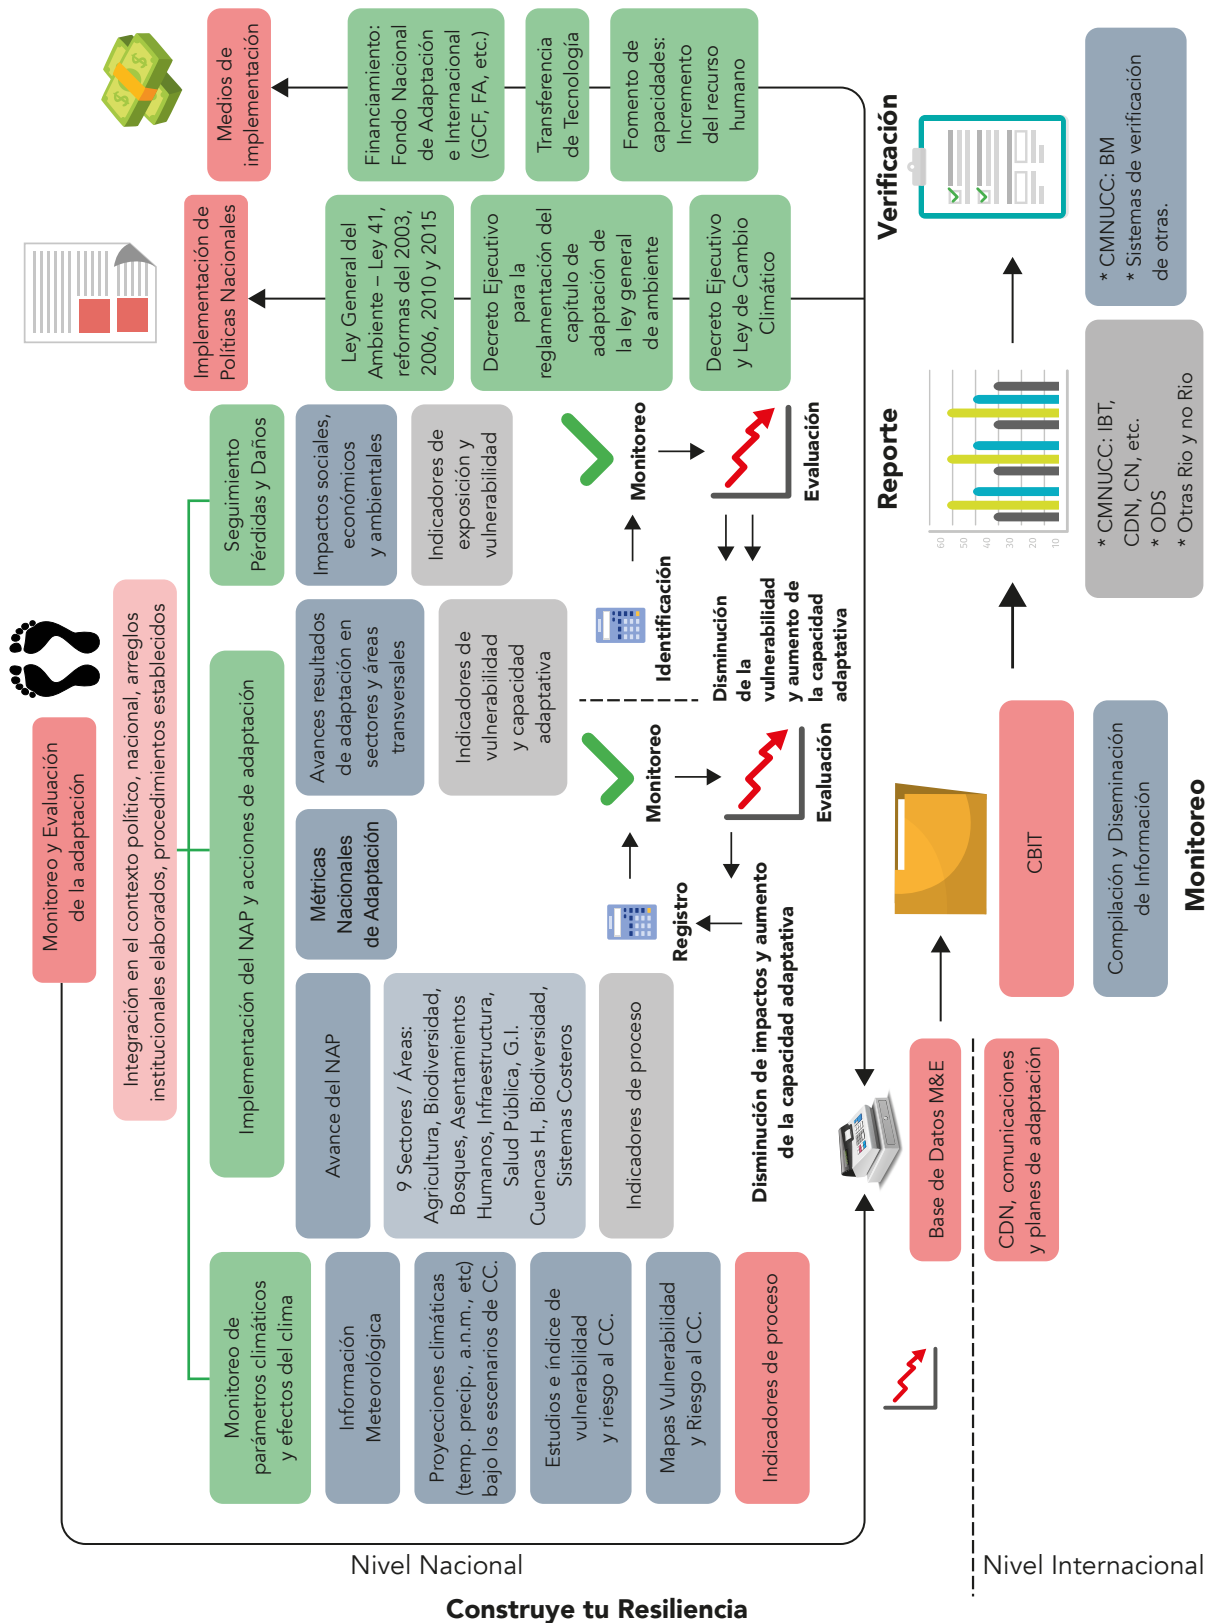 Monitoreo y Evaluación
de la adaptación
Integración en el contexto político, nacional, arreglos
institucionales elaborados, procedimientos establecidos
Monitoreo de
parámetros climáticos
y efectos del clima
Información
Meteorológica
Proyecciones climáticas
(temp. precip., a.n.m., etc)
bajo los escenarios de CC.
Estudios e índice de
vulnerabilidad
y riesgo al CC.
Mapas Vulnerabilidad
y Riesgo al CC.
Indicadores de proceso
Implementación del NAP y acciones de adaptación
Avance del NAP
9 Sectores / Áreas:
Agricultura, Biodiversidad,
Bosques, Asentamientos
Humanos, Infraestructura,
Salud Pública, G.I.
Cuencas H., Biodiversidad,
Sistemas Costeros
Indicadores de proceso
Métricas
Nacionales
de Adaptación
Avances resultados
de adaptación en
sectores y áreas
transversales
Indicadores de
vulnerabilidad
y capacidad
adaptativa
Registro
Monitoreo
Evaluación
Disminución de impactos y aumento
de la capacidad adaptativa
Seguimiento
Pérdidas y Daños
Impactos sociales,
económicos
y ambientales
Indicadores de
exposición y
vulnerabilidad
Identificación
Monitoreo
Evaluación
Disminución
de la
vulnerabilidad
y aumento de
la capacidad
adaptativa
Implementación de
Políticas Nacionales
Ley General del
Ambiente – Ley 41,
reformas del 2003,
2006, 2010 y 2015
Decreto Ejecutivo
para la
reglamentación del
capítulo de
adaptación de
la ley general
de ambiente
Decreto Ejecutivo
y Ley de Cambio
Climático
Medios de
implementación
Financiamiento:
Fondo Nacional
de Adaptación
e Internacional
(GCF, FA, etc.)
Transferencia
de Tecnología
Fomento de
capacidades:
Incremento
del recurso
humano
Base de Datos M&E
CDN, comunicaciones
y planes de adaptación
CBIT
Compilación y Diseminación
de Información
Monitoreo
Reporte
60
50
40
30
20
10
* CMNUCC: IBT,
CDN, CN, etc.
* ODS
* Otras Rio y no Rio
Verificación
* CMNUCC: BM
* Sistemas de verificación
de otras.
Nivel Nacional
Nivel Internacional
Construye tu Resiliencia